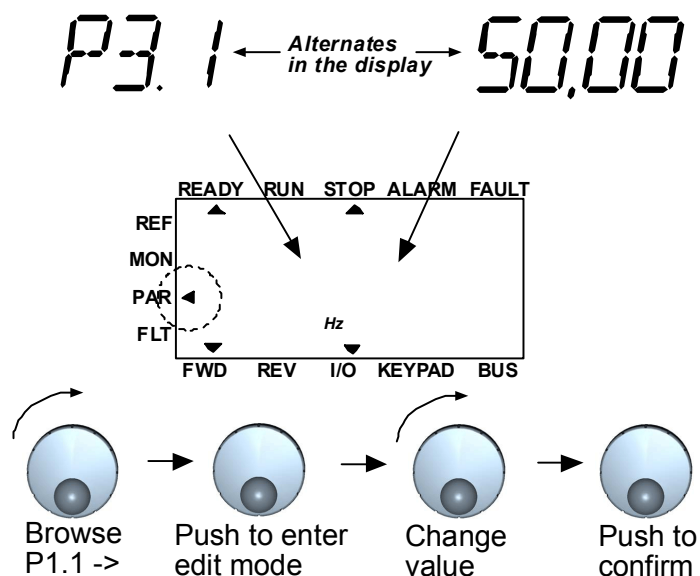 P3.1
Alternates
in the display
50.00
READY RUN STOP ALARM FAULT
REF
MON
PAR
FLT
Hz
FWD REV I/O KEYPAD BUS
Browse
P1.1 ->
Push to enter
edit mode
Change
value
Push to
confirm